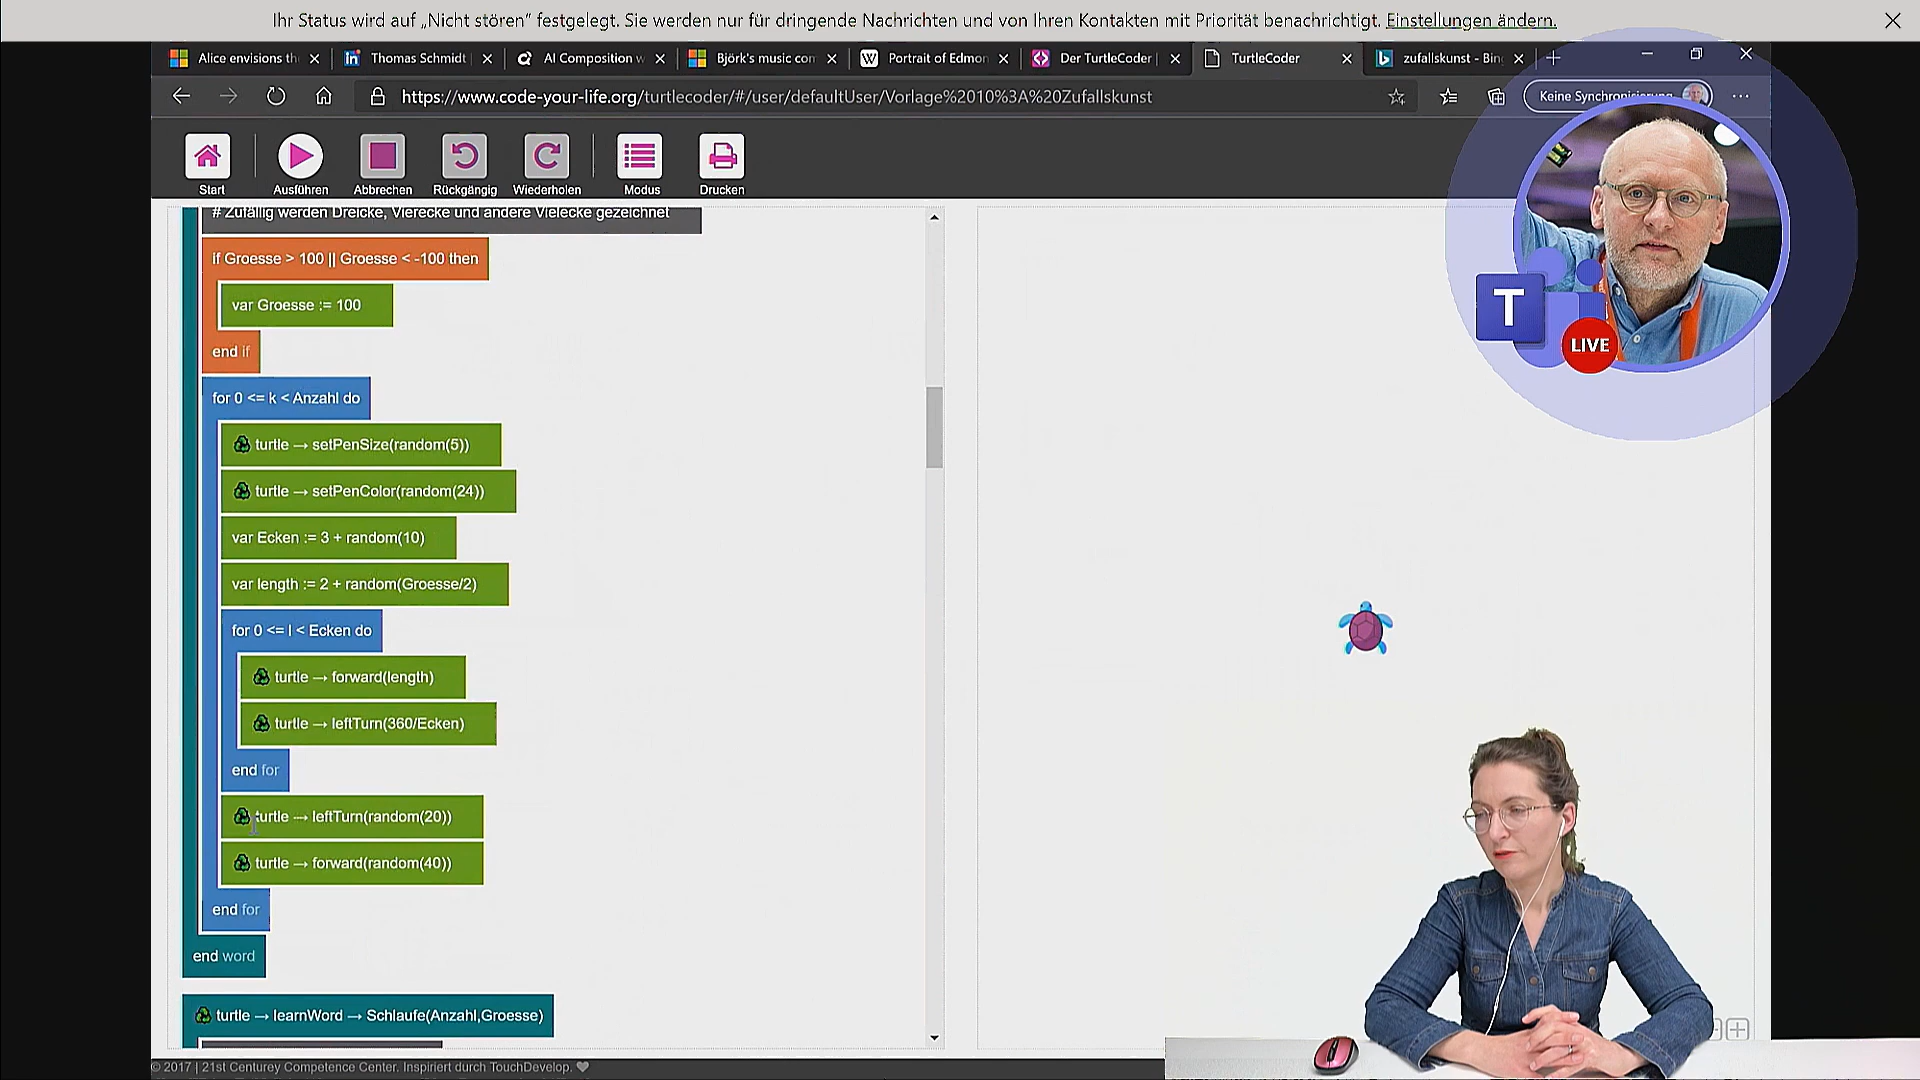 Ihr Status wird auf „Nicht stören“ festgelegt. Sie werden nur für dringende Nachrichten und von Ihren Kontakten mit Priorität benachrichtigt. Einstellungen ändern.
Alice envisions th
Thomas Schmidt
AI Composition w
Björk's music con
Portrait of Edmon
Der TurtleCoder |
TurtleCoder
zufallskunst - Bing
https://www.code-your-life.org/turtlecoder/#/user/defaultUser/Vorlage%2010%3A%20Zufallskunst
Keine Synchronisierung
Start
Ausführen
Abbrechen
Rückgängig
Wiederholen
Modus
Drucken
# Zufällig werden Dreicke, Vierecke und andere Vielecke gezeichnet
if Groesse > 100 || Groesse < -100 then
var Groesse := 100
end if
for 0 <= k < Anzahl do
turtle → setPenSize(random(5))
turtle → setPenColor(random(24))
var Ecken := 3 + random(10)
var length := 2 + random(Groesse/2)
for 0 <= l < Ecken do
turtle → forward(length)
turtle → leftTurn(360/Ecken)
end for
turtle → leftTurn(random(20))
turtle → forward(random(40))
end for
end word
turtle → learnWord → Schlaufe(Anzahl,Groesse)
T
LIVE
© 2017 | 21st Centurey Competence Center. Inspiriert durch TouchDevelop.